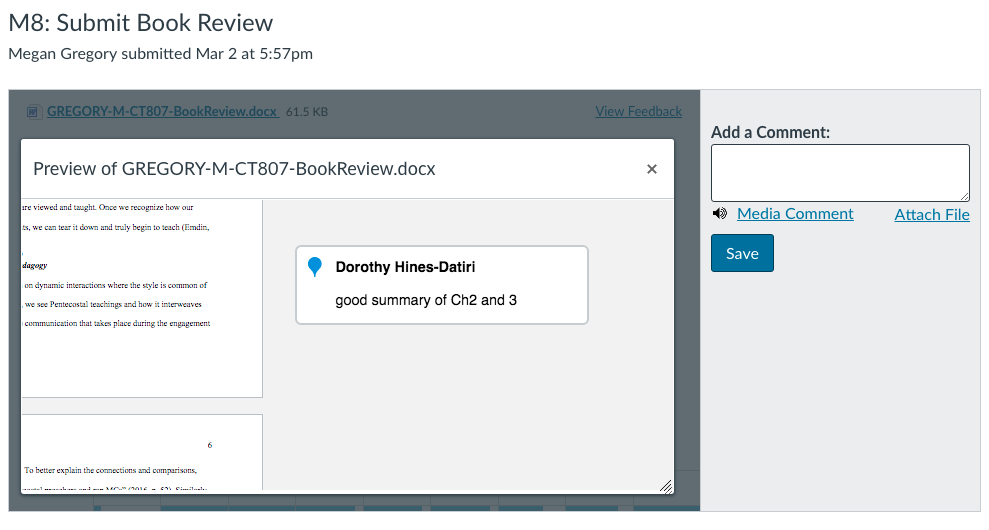 M8: Submit Book Review
Megan Gregory submitted Mar 2 at 5:57pm
GREGORY-M-CT807-BookReview.docx 61.5 KB View Feedback
Preview of GREGORY-M-CT807-BookReview.docx ×
are viewed and taught. Once we recognize how our
ts, we can tear it down and truly begin to teach (Emdin,
dagogy
on dynamic interactions where the style is common of
, we see Pentecostal teachings and how it interweaves
communication that takes place during the engagement
Dorothy Hines-Datiri
good summary of Ch2 and 3
6
To better explain the connections and comparisons,
Add a Comment:
Media Comment Attach File
Save